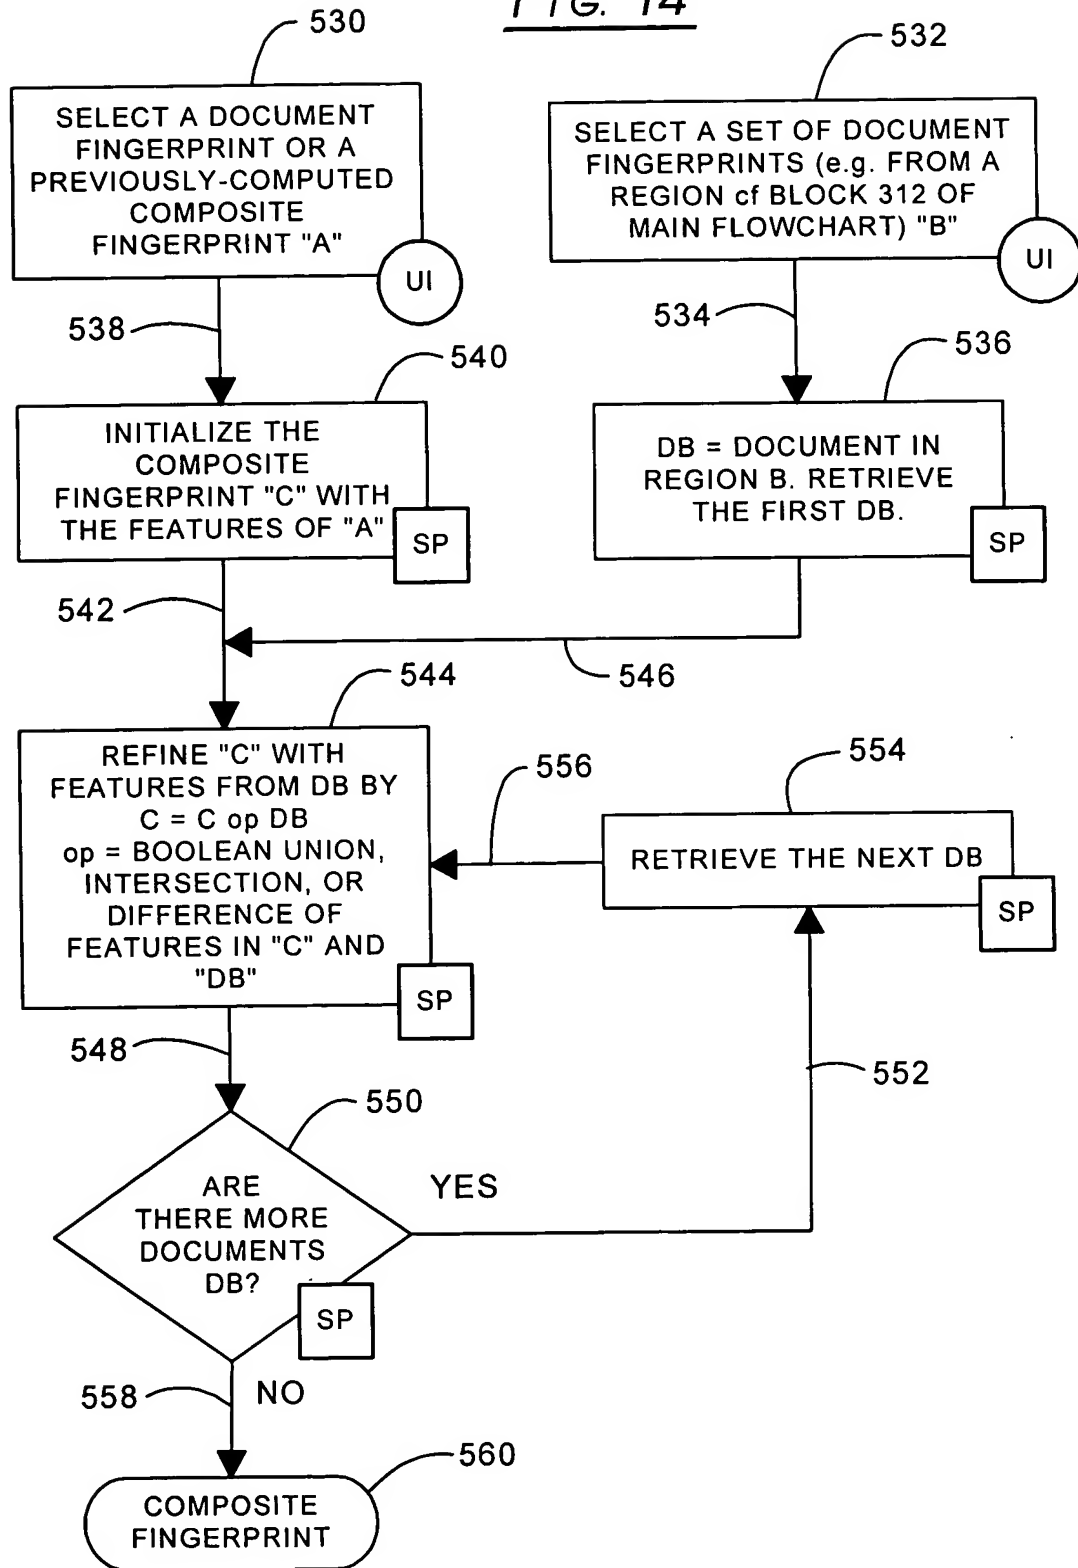 FIG. 14
530
SELECT A DOCUMENT
FINGERPRINT OR A
PREVIOUSLY-COMPUTED
COMPOSITE
FINGERPRINT "A"
UI
532
SELECT A SET OF DOCUMENT
FINGERPRINTS (e.g. FROM A
REGION cf BLOCK 312 OF
MAIN FLOWCHART) "B"
UI
538
534
540
INITIALIZE THE
COMPOSITE
FINGERPRINT "C" WITH
THE FEATURES OF "A"
SP
536
DB = DOCUMENT IN
REGION B. RETRIEVE
THE FIRST DB.
SP
542
546
544
REFINE "C" WITH
FEATURES FROM DB BY
C = C op DB
op = BOOLEAN UNION,
INTERSECTION, OR
DIFFERENCE OF
FEATURES IN "C" AND
"DB"
SP
556
554
RETRIEVE THE NEXT DB
SP
548
552
550
ARE
THERE MORE
DOCUMENTS
DB?
SP
YES
558
NO
560
COMPOSITE
FINGERPRINT